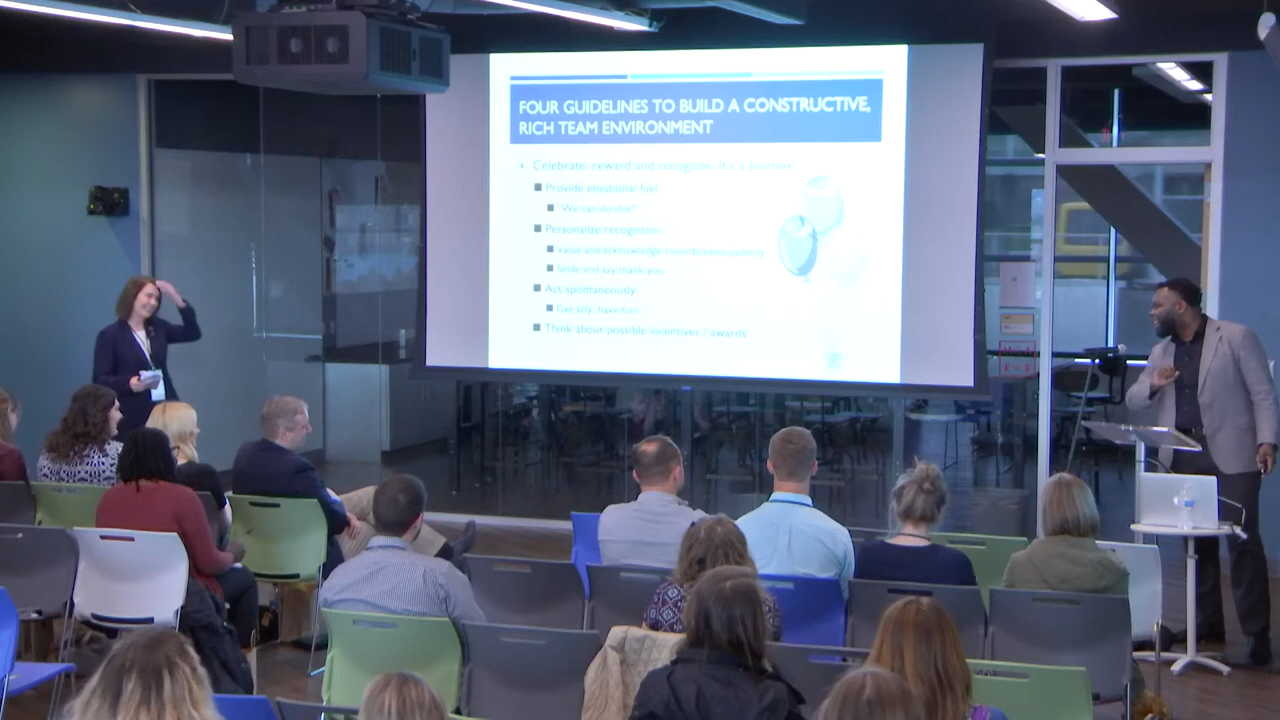 FOUR GUIDELINES TO BUILD A CONSTRUCTIVE,
RICH TEAM ENVIRONMENT
Celebrate, reward and recognize. It's a Journey
Provide emotional fuel
"We can do this!"
Personalize recognition
Value and acknowledge contributions publicly
Smile and say thank you
Act spontaneously
Get silly, have fun!
Think about possible incentives / awards